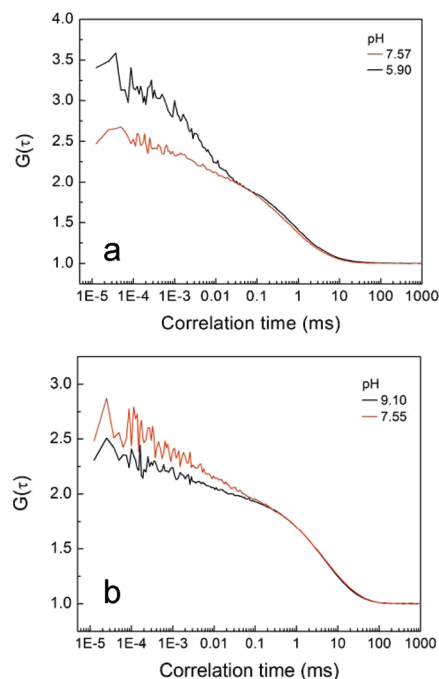 4.0
3.5
3.0
2.5
2.0
1.5
1.0
G(τ)
pH
7.57
5.90
a
1E-5 1E-4 1E-3 0.01 0.1 1 10 100 1000
Correlation time (ms)
3.0
2.5
2.0
1.5
1.0
G(τ)
pH
9.10
7.55
b
1E-5 1E-4 1E-3 0.01 0.1 1 10 100 1000
Correlation time (ms)